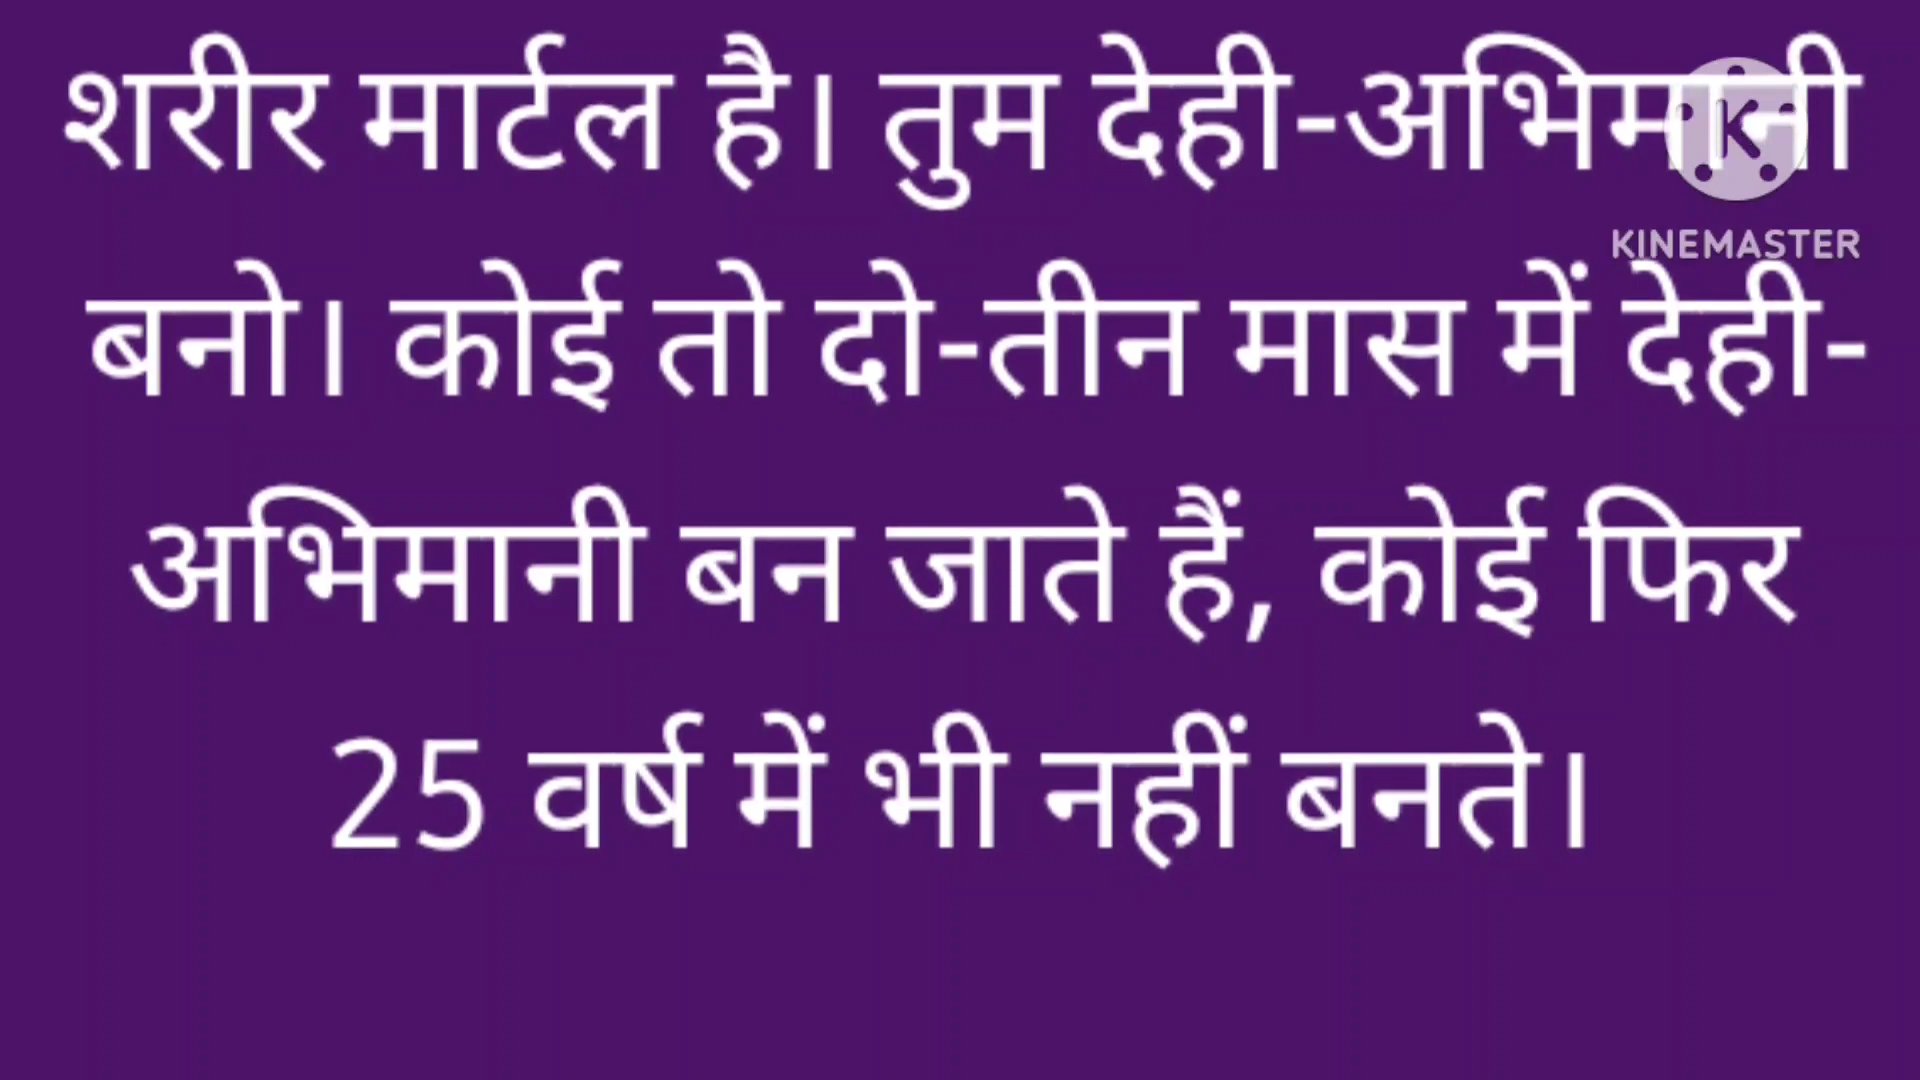 शरीर मार्टल है। तुम देही-अभिमानी
KINEMASTER
बनो। कोई तो दो-तीन मास में देही-
अभिमानी बन जाते हैं, कोई फिर
25 वर्ष में भी नहीं बनते।